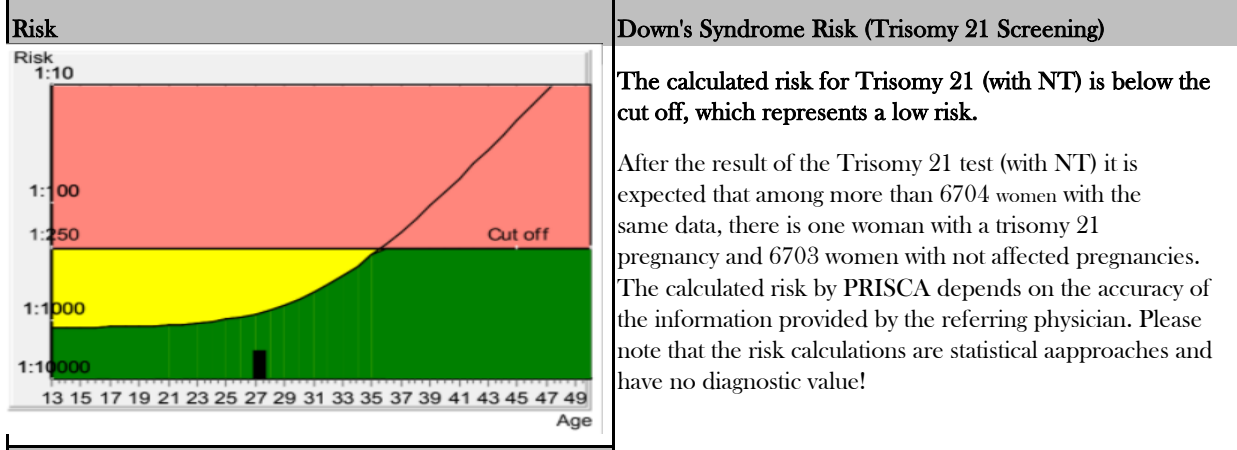 Risk
Down's Syndrome Risk (Trisomy 21 Screening)
Risk
1:10
1:100
1:250
Cut off
1:1000
1:10000
13 15 17 19 21 23 25 27 29 31 33 35 37 39 41 43 45 47 49
Age
The calculated risk for Trisomy 21 (with NT) is below the
cut off, which represents a low risk.
After the result of the Trisomy 21 test (with NT) it is
expected that among more than 6704 women with the
same data, there is one woman with a trisomy 21
pregnancy and 6703 women with not affected pregnancies.
The calculated risk by PRISCA depends on the accuracy of
the information provided by the referring physician. Please
note that the risk calculations are statistical aapproaches and
have no diagnostic value!